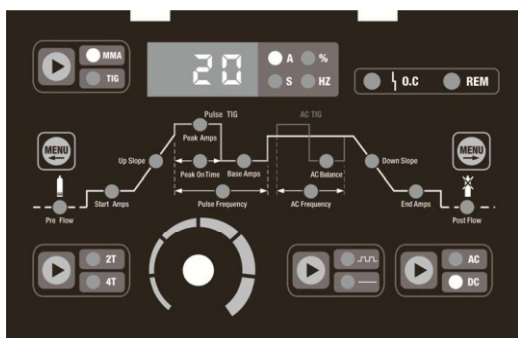 MMA
TIG
20
A
%
S
HZ
O.C
REM
Pulse TIG
AC TIG
Peak Amps
MENU
MENU
Up Slope
Peak On Time
Base Amps
AC Balance
Down Slope
Start Amps
Pulse Frequency
AC Frequency
End Amps
Pre Flow
Post Flow
2T
4T
AC
DC